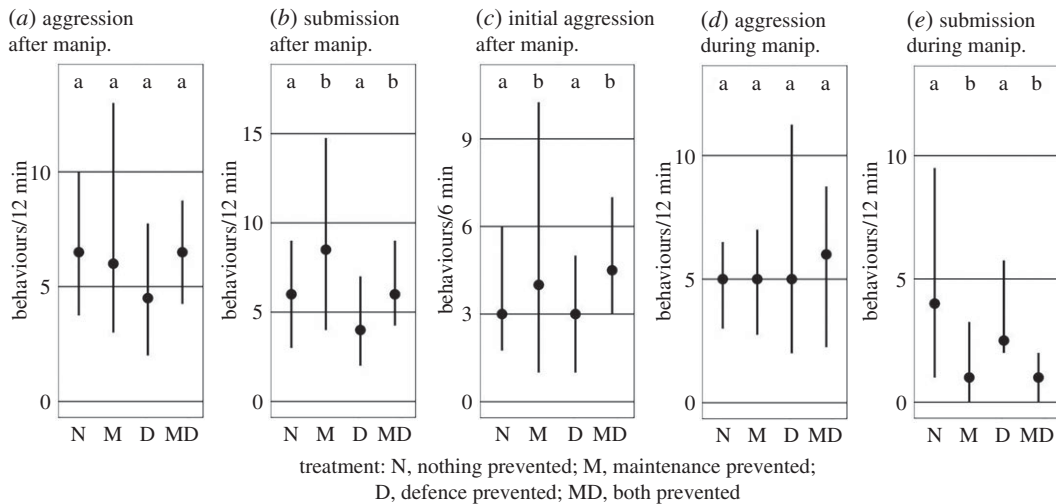 (a) aggression
after manip.
(b) submission
after manip.
(c) initial aggression
after manip.
(d) aggression
during manip.
(e) submission
during manip.
a a a a
behaviours/12 min
10
5
0
N M D MD
a b a b
behaviours/12 min
15
10
5
0
N M D MD
a b a b
behaviours/6 min
9
6
3
0
N M D MD
a a a a
behaviours/12 min
10
5
0
N M D MD
a b a b
behaviours/12 min
10
5
0
N M D MD
treatment: N, nothing prevented; M, maintenance prevented;
D, defence prevented; MD, both prevented